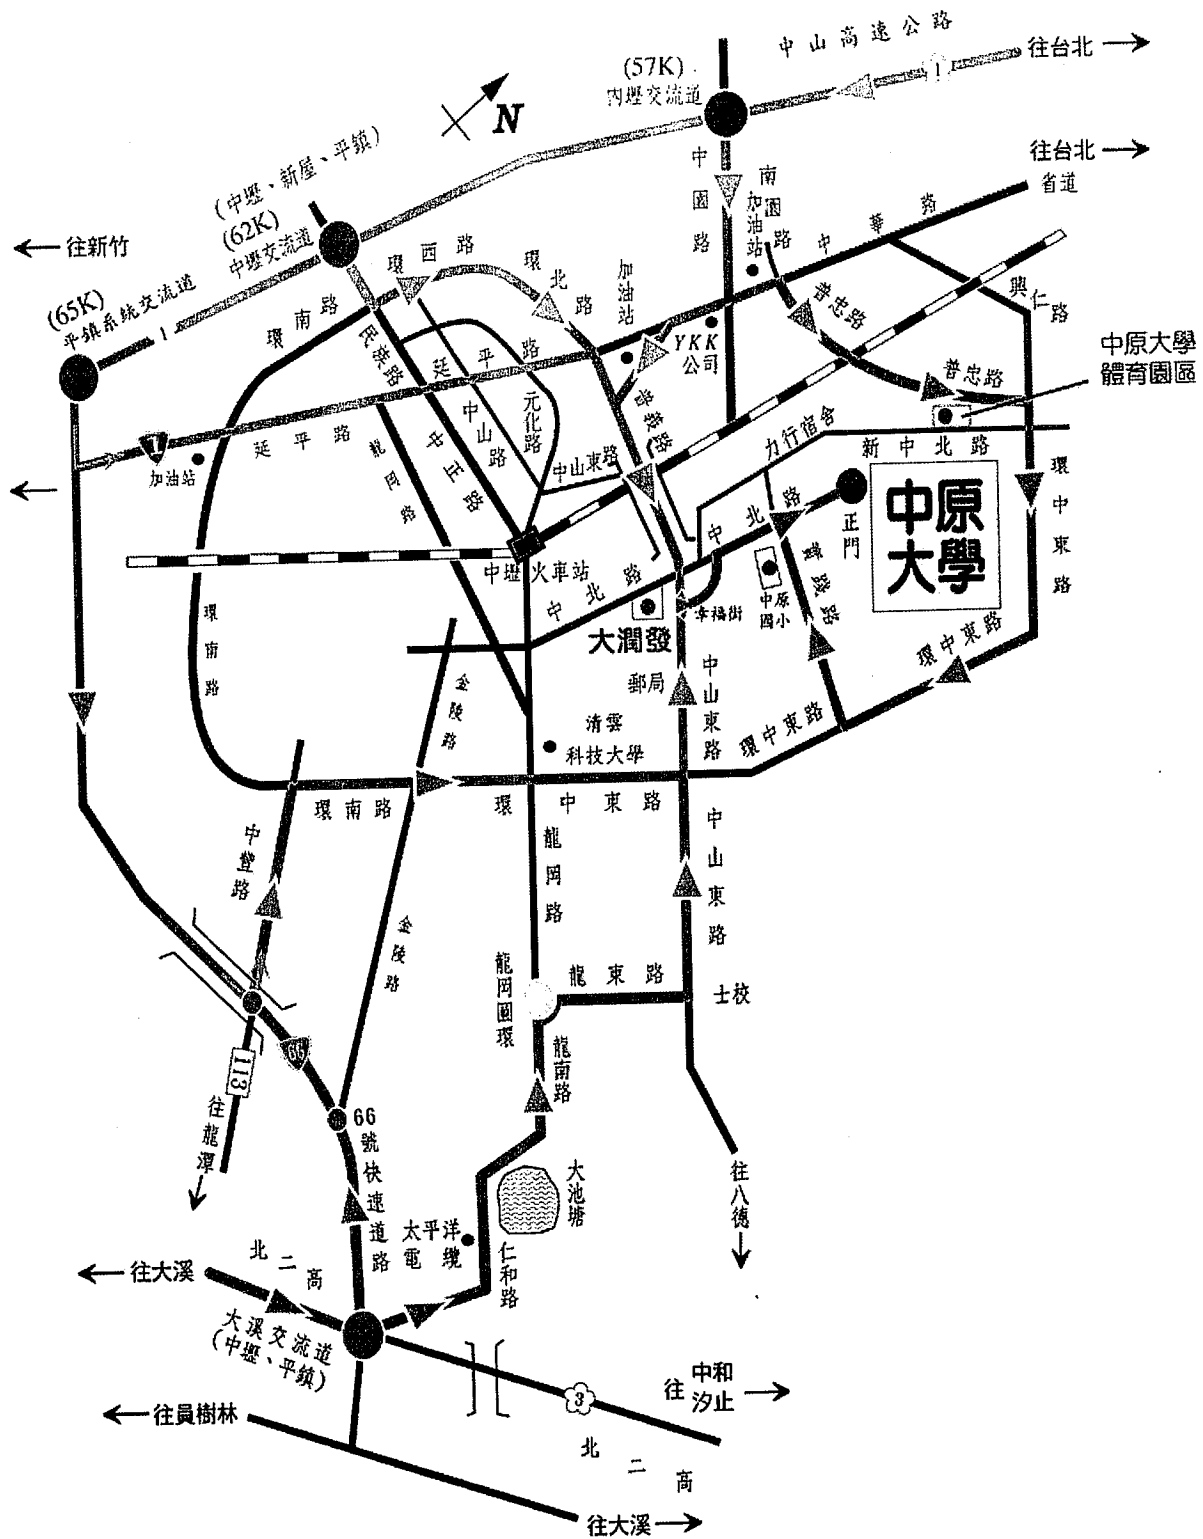 中山高速公路
1
往台北
(57K)
內壢交流道
N
往台北
省道
(中壢、新屋、平鎮)
(62K)
中壢交流道
往新竹
(65K)
平鎮系統交流道
1
環西路
環北路
加油站
中園路
南園路
加油站
中華路
環南路
民族路
延平路
YKK
公司
普忠路
興仁路
中原大學
體育園區
普忠路
元化路
中山路
中正路
普義路
力行宿舍
新中北路
1
加油站
延平路
龍岡路
中山東路
中北路
正門
中原
大學
環中東路
中壢火車站
中北路
大潤發
幸福街
中原
國小
實踐路
環中東路
環南路
金陵路
郵局
中山東路
環中東路
清雲
科技大學
環南路
環中東路
中豐路
龍岡路
中山東路
金陵路
龍岡圓環
龍東路
士校
66
113
龍南路
往龍潭
66
號快速道路
大池塘
太平洋
電纜
仁和路
往八德
北二高
往大溪
大溪交流道
(中壢、平鎮)
3
往
中和
汐止
往員樹林
北二高
往大溪